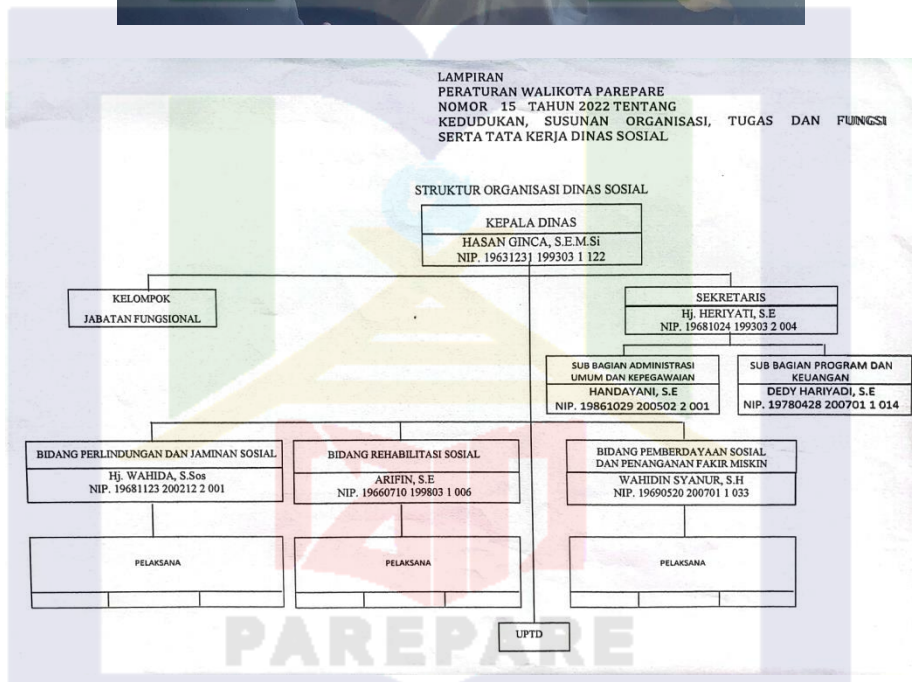 LAMPIRAN
PERATURAN WALIKOTA PAREPARE
NOMOR 15 TAHUN 2022 TENTANG
KEDUDUKAN, SUSUNAN ORGANISASI, TUGAS DAN FUNGSI
SERTA TATA KERJA DINAS SOSIAL
STRUKTUR ORGANISASI DINAS SOSIAL
KEPALA DINAS
HASAN GINCA, S.E.M.Si
NIP. 19631231 199303 1 122
KELOMPOK
JABATAN FUNGSIONAL
SEKRETARIS
Hj. HERIYATI, S.E
NIP. 19681024 199303 2 004
SUB BAGIAN ADMINISTRASI
UMUM DAN KEPEGAWAIAN
HANDAYANI, S.E
NIP. 19861029 200502 2 001
SUB BAGIAN PROGRAM DAN
KEUANGAN
DEDY HARIYADI, S.E
NIP. 19780428 200701 1 014
BIDANG PERLINDUNGAN DAN JAMINAN SOSIAL
Hj. WAHIDA, S.Sos
NIP. 19681123 200212 2 001
BIDANG REHABILITASI SOSIAL
ARIFIN, S.E
NIP. 19660710 199803 1 006
BIDANG PEMBERDAYAAN SOSIAL
DAN PENANGANAN FAKIR MISKIN
WAHIDIN SYANUR, S.H
NIP. 19690520 200701 1 033
PELAKSANA
PELAKSANA
PELAKSANA
UPTD
PAREPARE